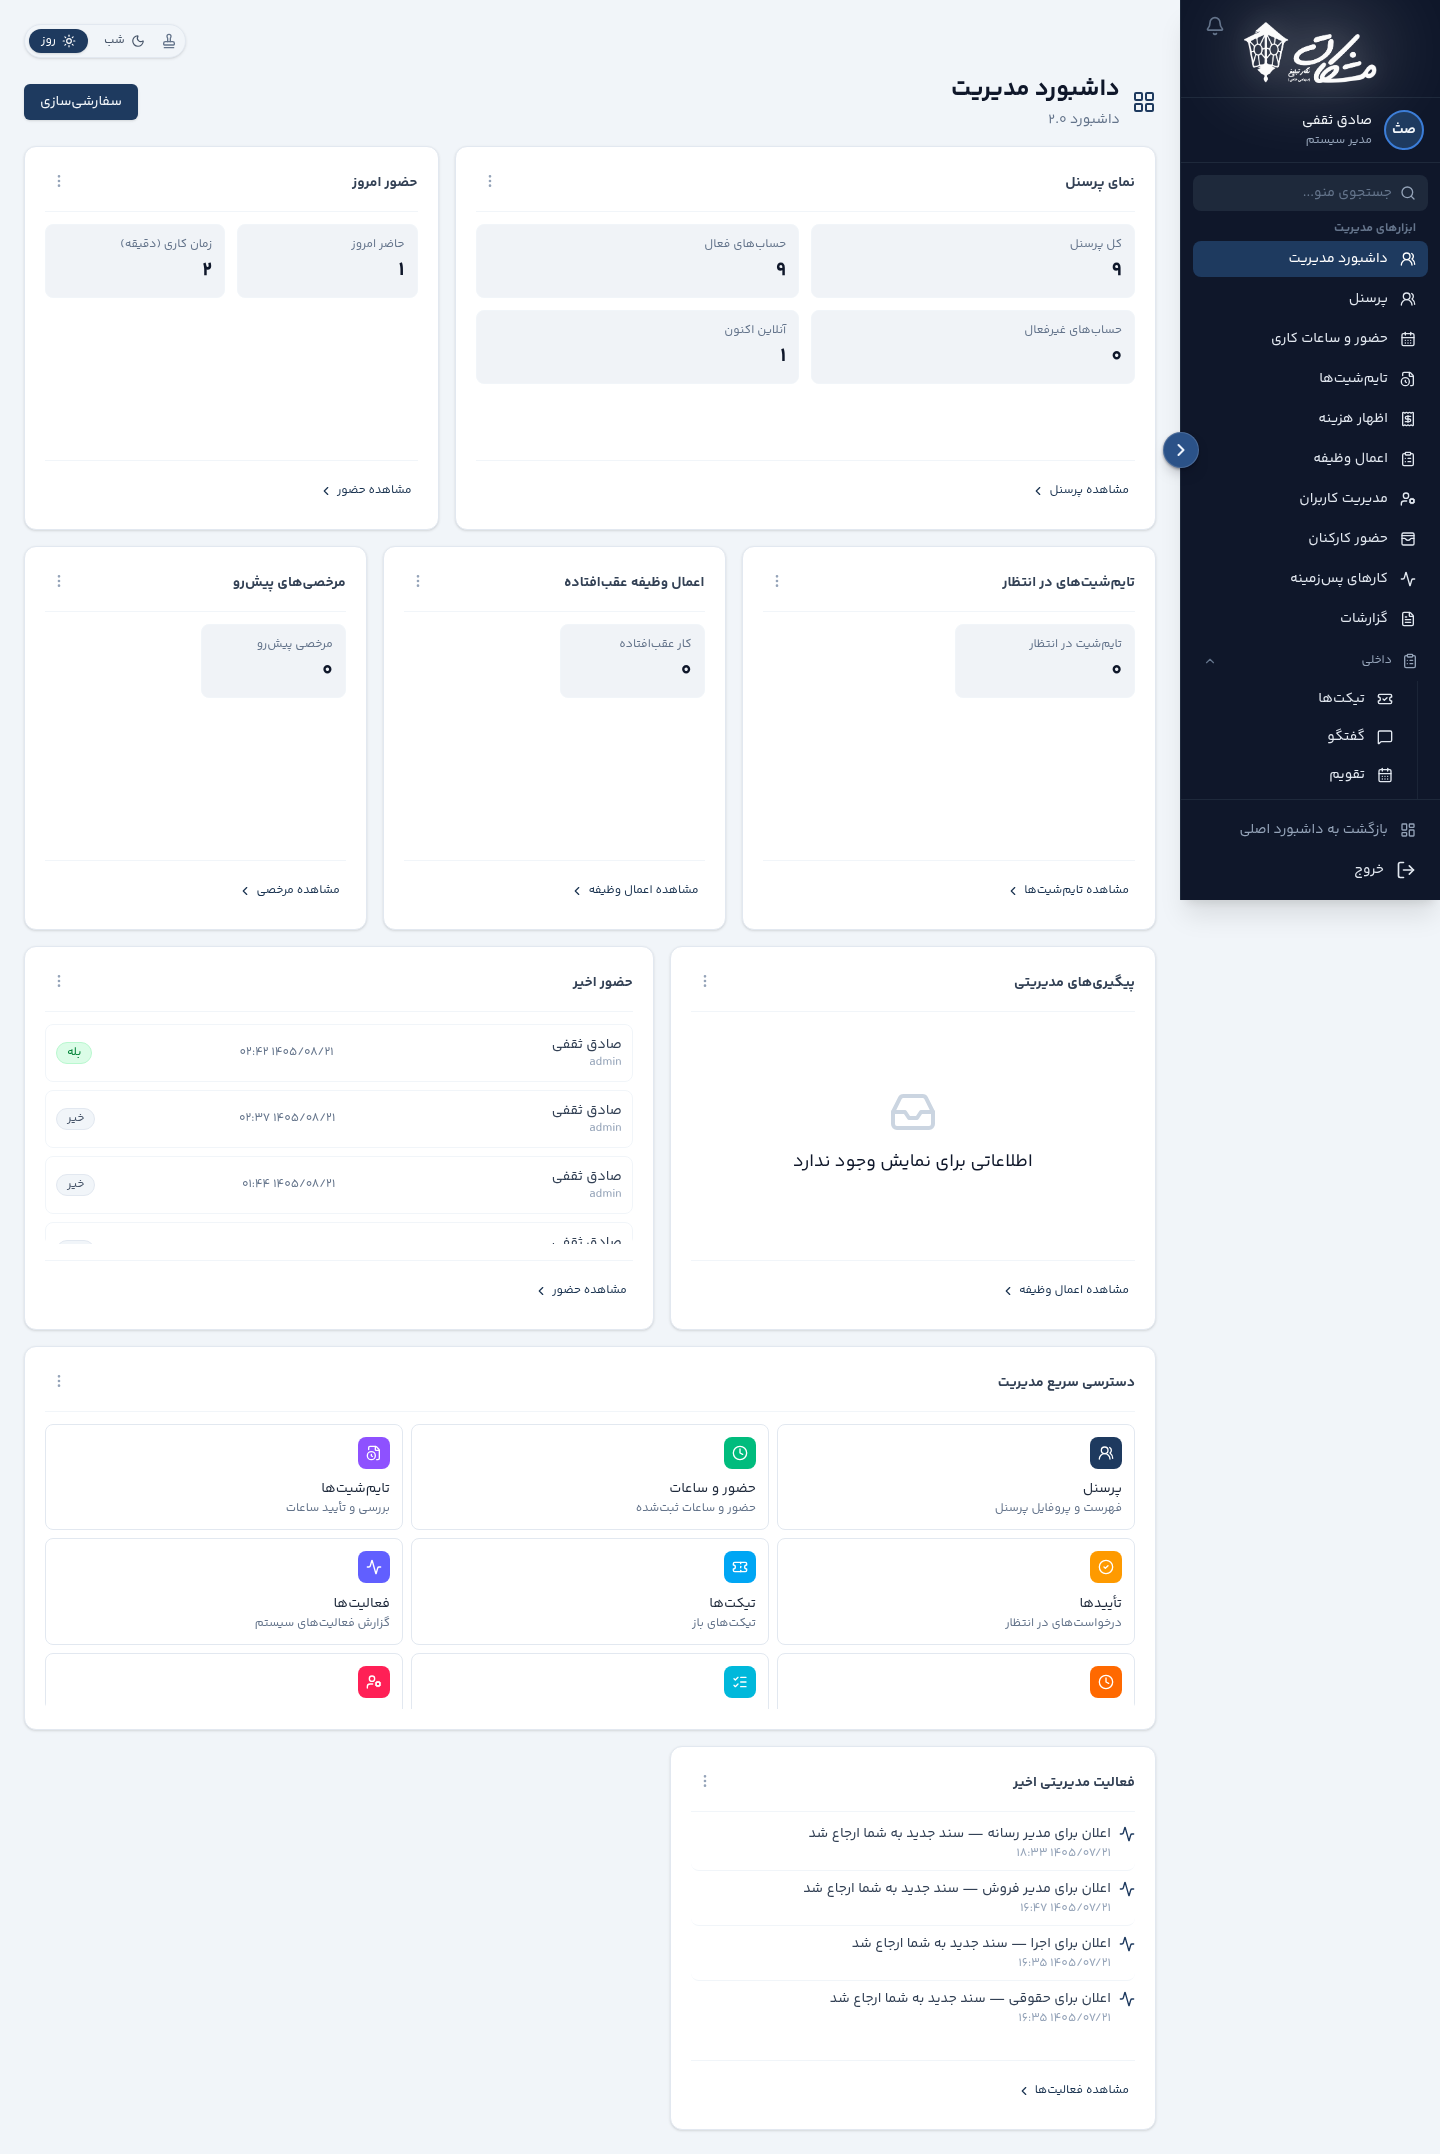 مشکات
صادق ثقفی
صث
مدیر سیستم
جستجوی منو...
ابزارهای مدیریت
داشبورد مدیریت
پرسنل
حضور و ساعات کاری
تایم‌شیت‌ها
اظهار هزینه
اعمال وظیفه
مدیریت کاربران
حضور کارکنان
کارهای پس‌زمینه
گزارشات
داخلی
تیکت‌ها
گفتگو
تقویم
بازگشت به داشبورد اصلی
خروج
شب
روز
داشبورد مدیریت
داشبورد ۲.۰
سفارشی‌سازی
نمای پرسنل
کل پرسنل
۹
حساب‌های فعال
۹
حساب‌های غیرفعال
۰
آنلاین اکنون
۱
مشاهده پرسنل
حضور امروز
حاضر امروز
۱
زمان کاری (دقیقه)
۲
مشاهده حضور
تایم‌شیت‌های در انتظار
تایم‌شیت در انتظار
۰
مشاهده تایم‌شیت‌ها
اعمال وظیفه عقب‌افتاده
کار عقب‌افتاده
۰
مشاهده اعمال وظیفه
مرخصی‌های پیش‌رو
مرخصی پیش‌رو
۰
مشاهده مرخصی
پیگیری‌های مدیریتی
اطلاعاتی برای نمایش وجود ندارد
مشاهده اعمال وظیفه
حضور اخیر
صادق ثقفی
admin
۱۴۰۵/۰۸/۲۱ ۰۲:۴۲
بله
صادق ثقفی
admin
۱۴۰۵/۰۸/۲۱ ۰۲:۳۷
خیر
صادق ثقفی
admin
۱۴۰۵/۰۸/۲۱ ۰۱:۴۴
خیر
صادق ثقفی
مشاهده حضور
دسترسی سریع مدیریت
پرسنل
فهرست و پروفایل پرسنل
حضور و ساعات
حضور و ساعات ثبت‌شده
تایم‌شیت‌ها
بررسی و تأیید ساعات
تأییدها
درخواست‌های در انتظار
تیکت‌ها
تیکت‌های باز
فعالیت‌ها
گزارش فعالیت‌های سیستم
فعالیت مدیریتی اخیر
اعلان برای مدیر رسانه — سند جدید به شما ارجاع شد
۱۴۰۵/۰۷/۲۱ ۱۸:۳۳
اعلان برای مدیر فروش — سند جدید به شما ارجاع شد
۱۴۰۵/۰۷/۲۱ ۱۶:۴۷
اعلان برای اجرا — سند جدید به شما ارجاع شد
۱۴۰۵/۰۷/۲۱ ۱۶:۳۵
اعلان برای حقوقی — سند جدید به شما ارجاع شد
۱۴۰۵/۰۷/۲۱ ۱۶:۳۵
مشاهده فعالیت‌ها